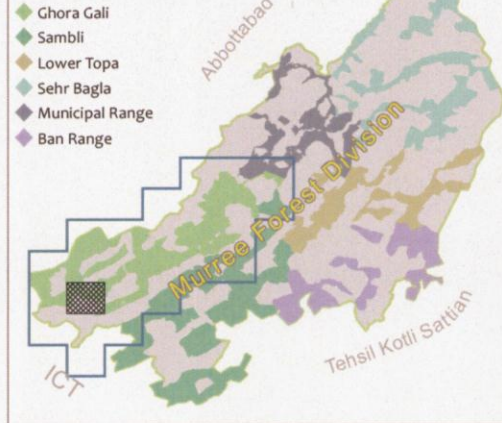 Ghora Gali
Sambli
Lower Topa
Sehr Bagla
Municipal Range
Ban Range
Abbottabad
Murree Forest Division
Tehsil Kotli Sattian
ICT